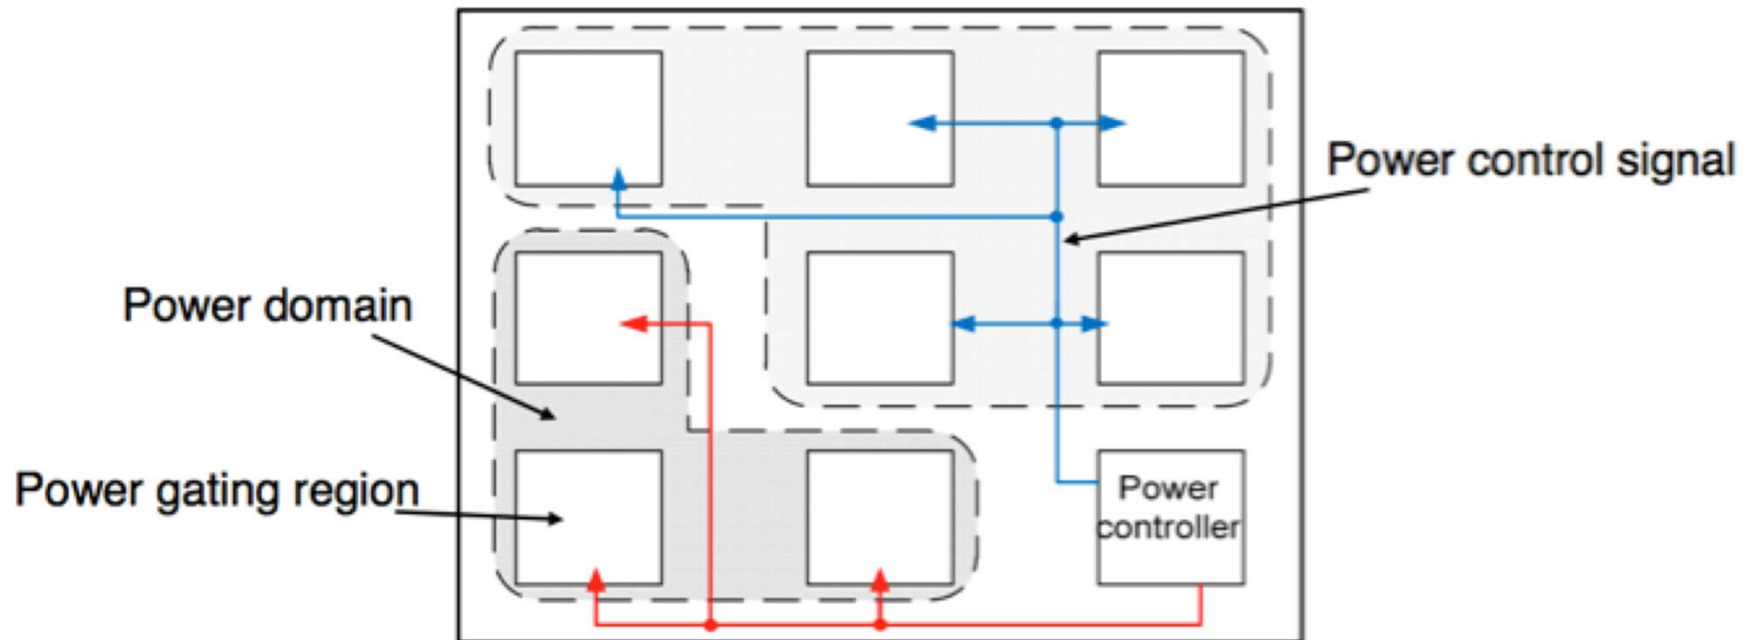 Power control signal
Power domain
Power gating region
Power
controller